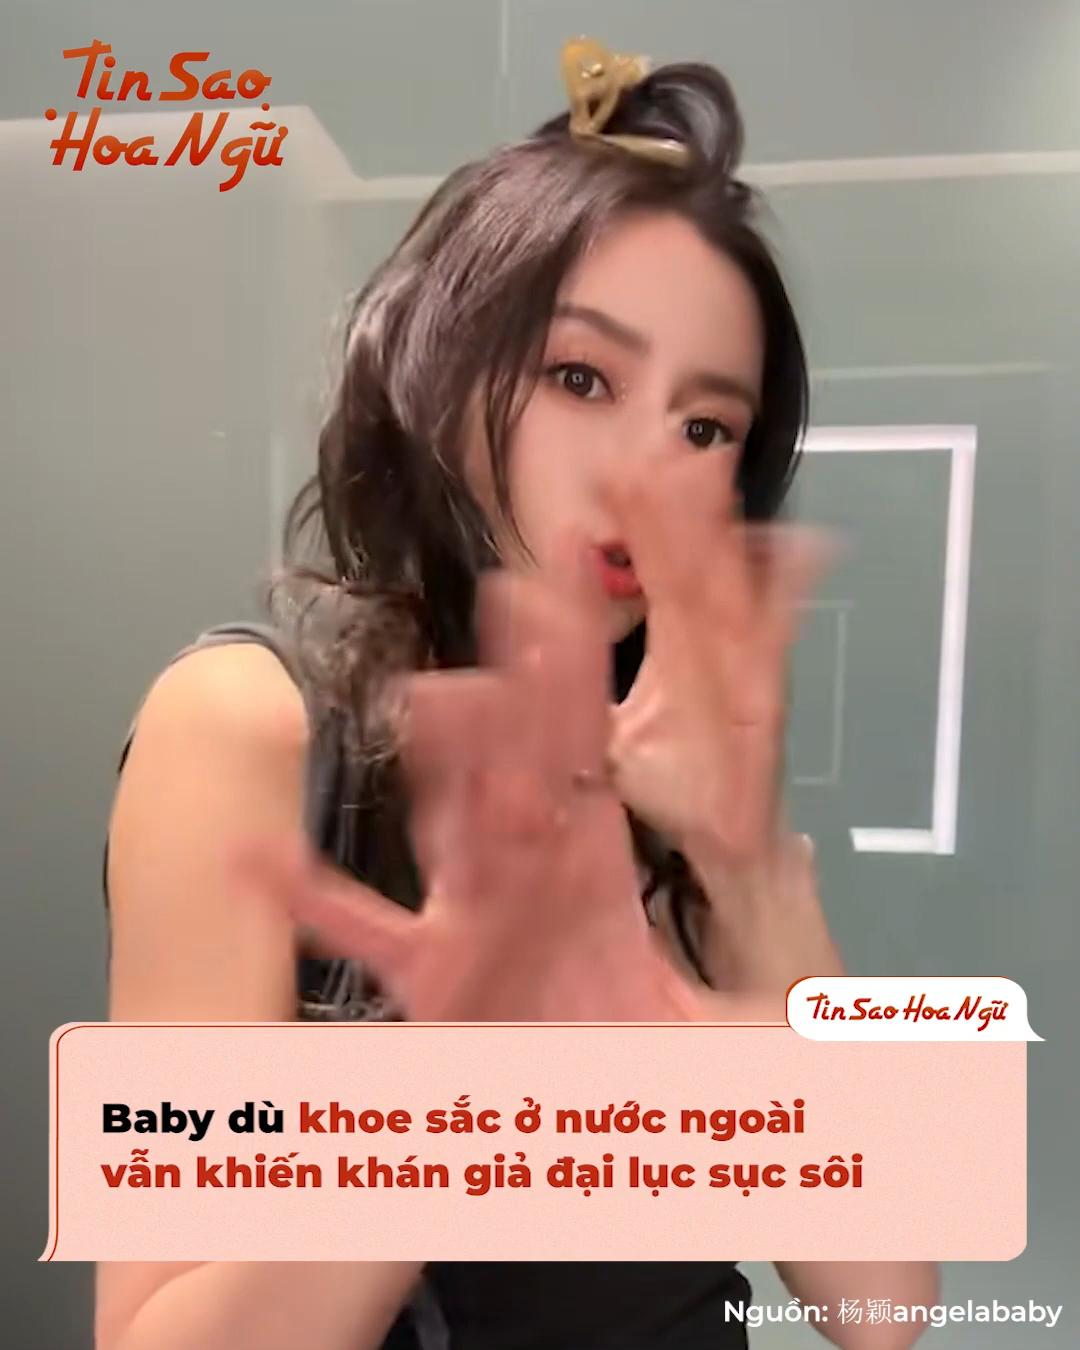 Tin Sao
Hoa Ngữ
Tin Sao Hoa Ngữ
Baby dù khoe sắc ở nước ngoài
vẫn khiến khán giả đại lục sục sôi
Nguồn: 杨颖angelababy